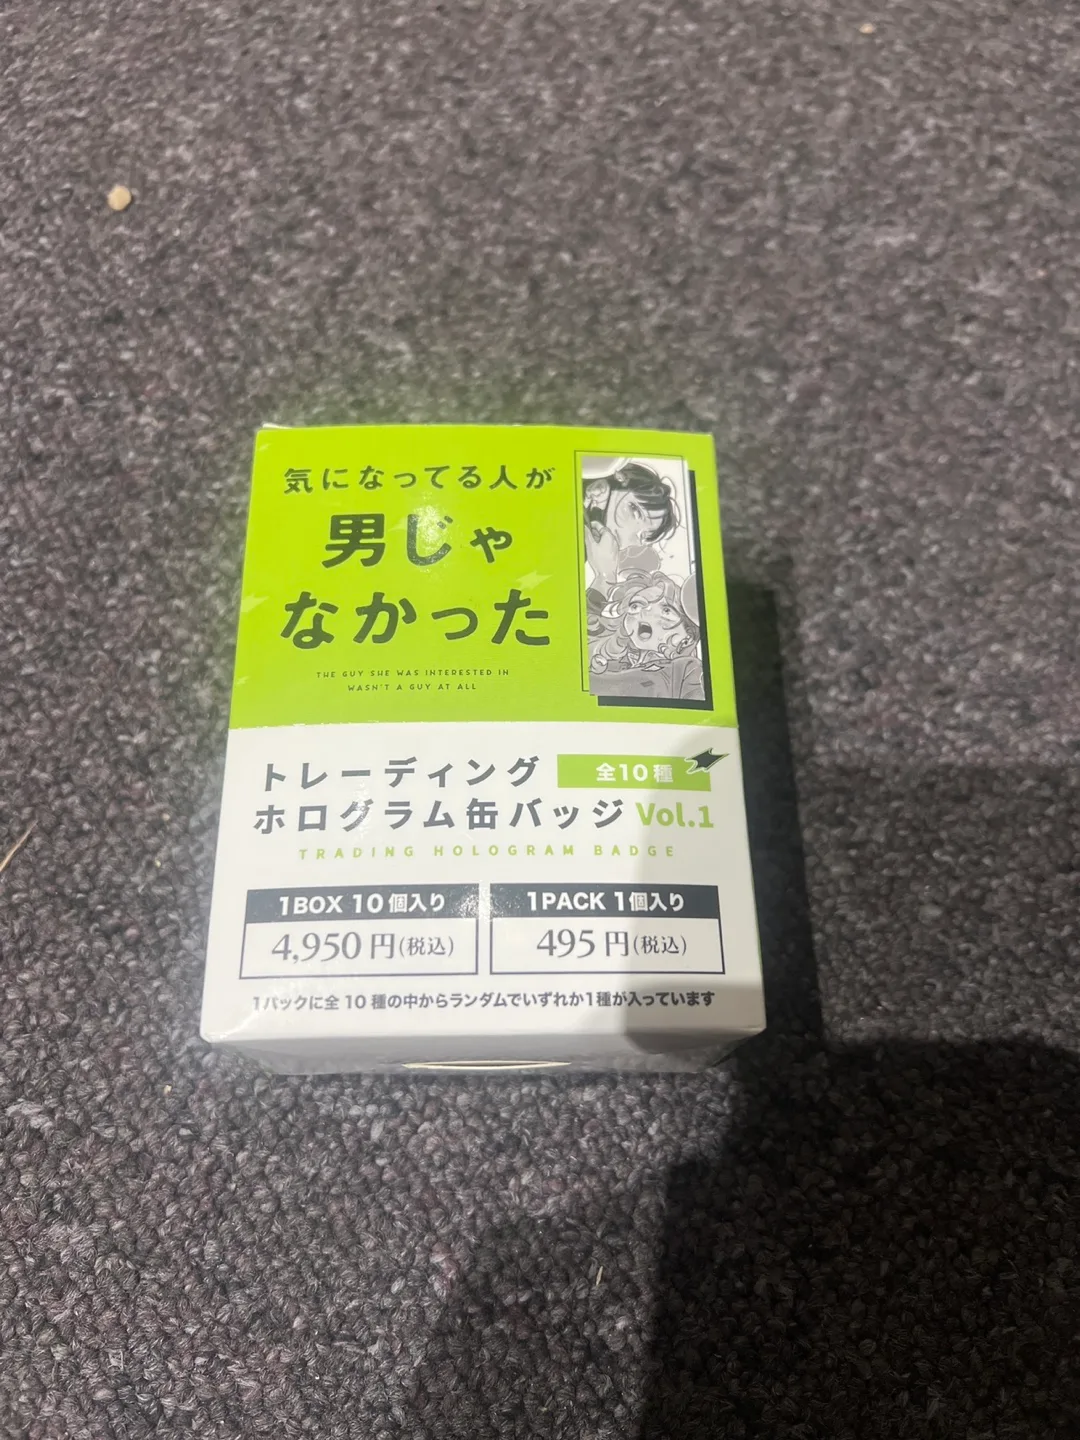 気になってる人が
男じゃ
なかった
THE GUY SHE WAS INTERESTED IN
WASN'T A GUY AT ALL
トレーディング 全10種
ホログラム缶バッジ Vol.1
TRADING HOLOGRAM BADGE
1BOX 10個入り 1PACK 1個入り
4,950円(税込) 495円(税込)
1パックに全10種の中からランダムでいずれか1種が入っています